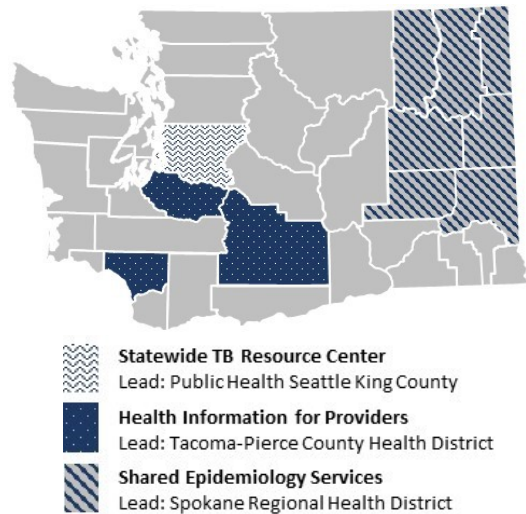 Statewide TB Resource Center
Lead: Public Health Seattle King County
Health Information for Providers
Lead: Tacoma-Pierce County Health District
Shared Epidemiology Services
Lead: Spokane Regional Health District